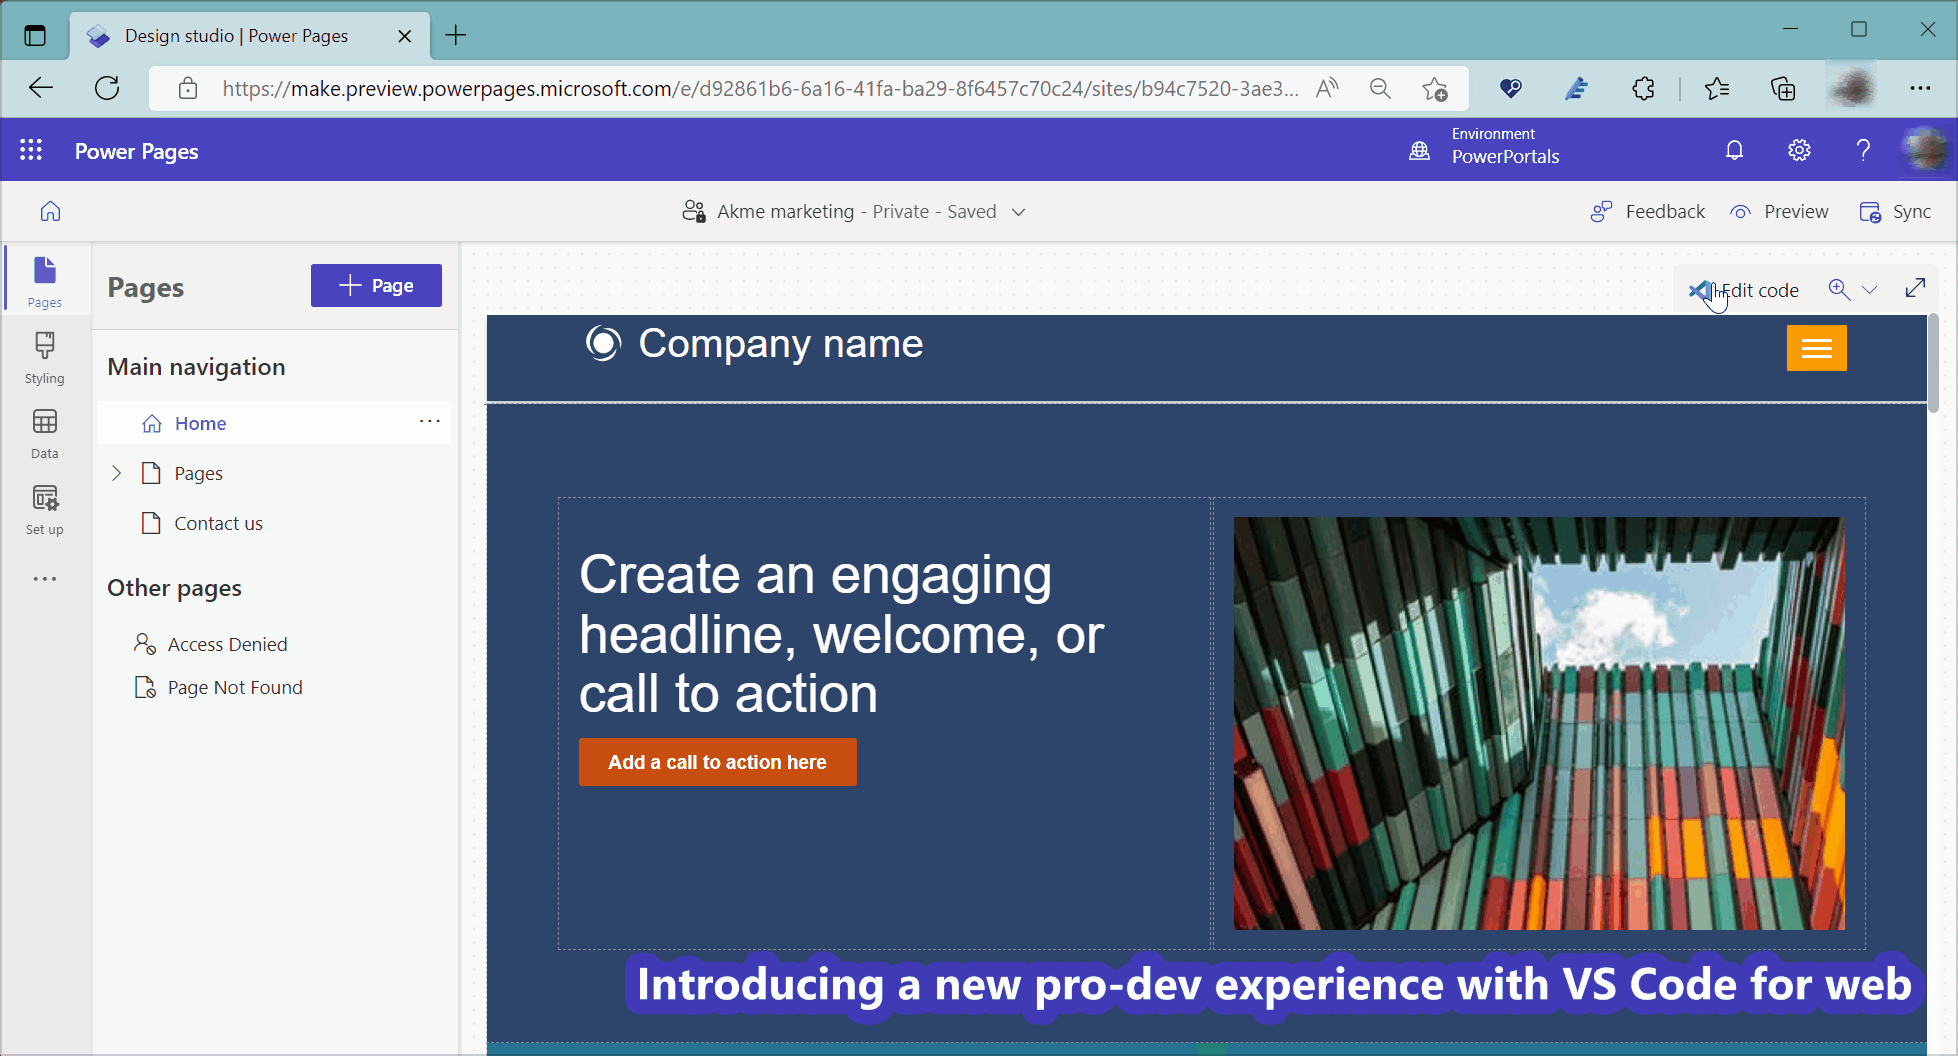 Design studio | Power Pages
https://make.preview.powerpages.microsoft.com/e/d92861b6-6a16-41fa-ba29-8f6457c70c24/sites/b94c7520-3ae3...
Power Pages
Environment
PowerPortals
Akme marketing - Private - Saved
Feedback
Preview
Sync
Pages
Styling
Data
Set up
Pages
Page
Main navigation
Home
Pages
Contact us
Other pages
Access Denied
Page Not Found
Edit code
Company name
Create an engaging
headline, welcome, or
call to action
Add a call to action here
Introducing a new pro-dev experience with VS Code for web